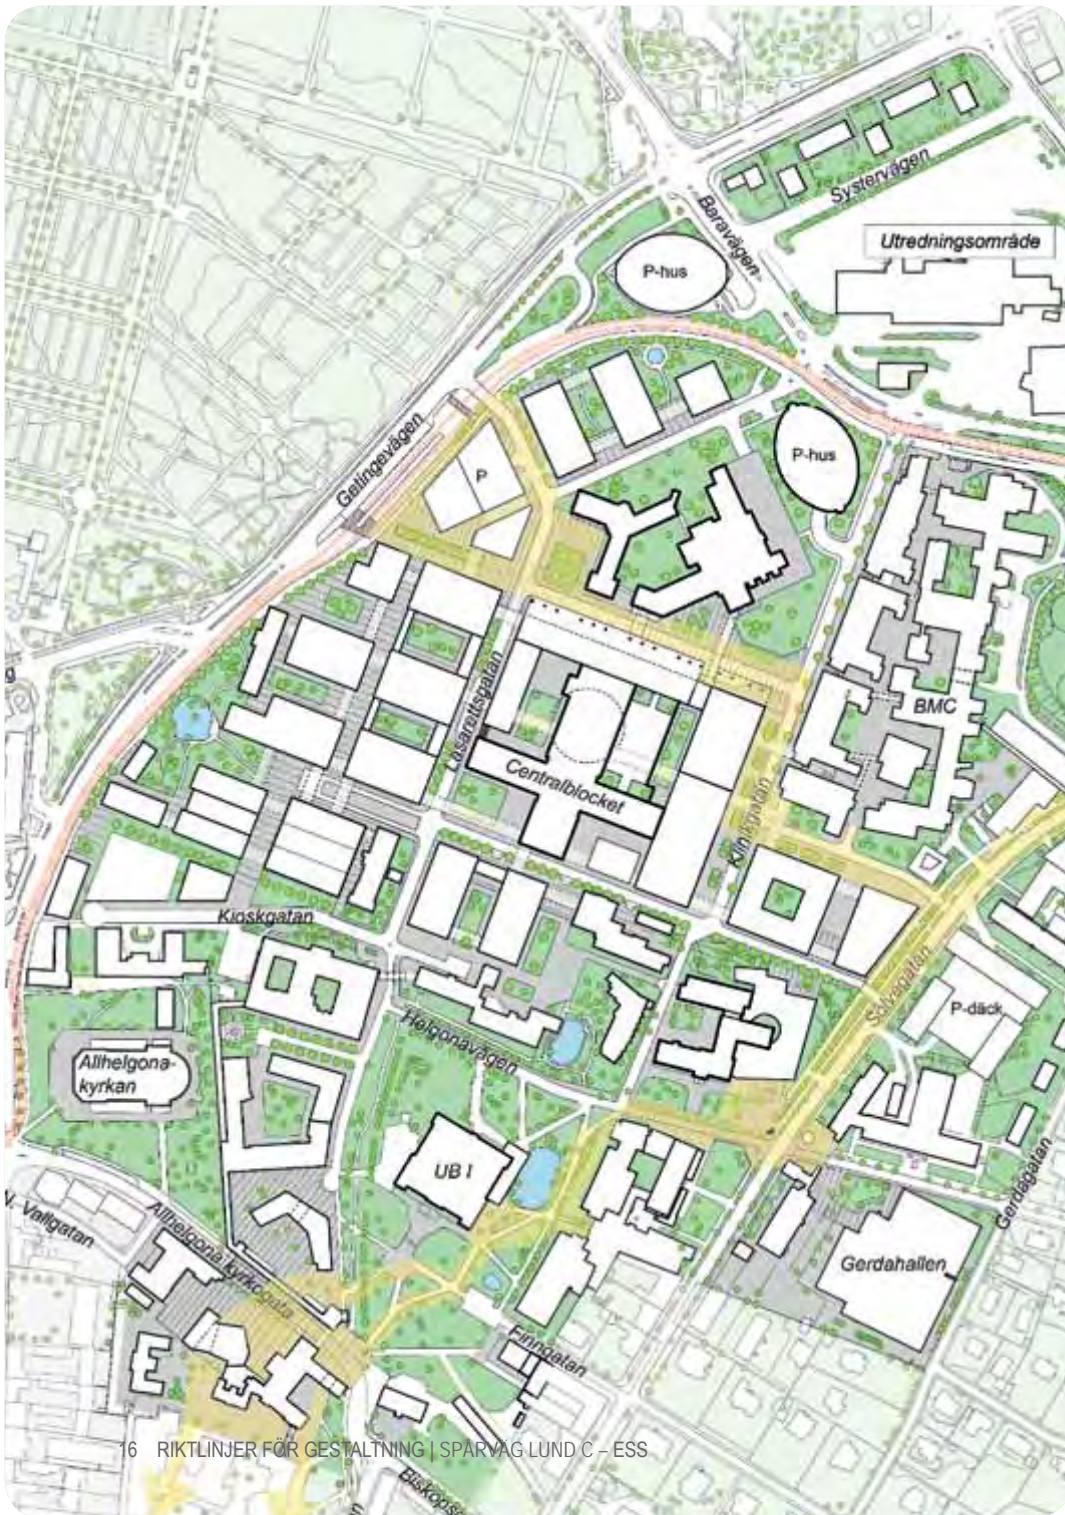 Baravägen
Systervägen
Utredningsområde
P-hus
Getingevägen
P
P-hus
BMC
Lasarettsgatan
Centralblocket
Klinikgatan
Kioskgatan
Sölvegatan
P-däck
Helgonavägen
Allhelgona-
kyrkan
UB I
Gerdagatan
N. Vallgatan
Allhelgona kyrkogata
Gerdahallen
Finngatan
16 RIKTLINJER FÖR GESTALTNING | SPÅRVÄG LUND C – ESS